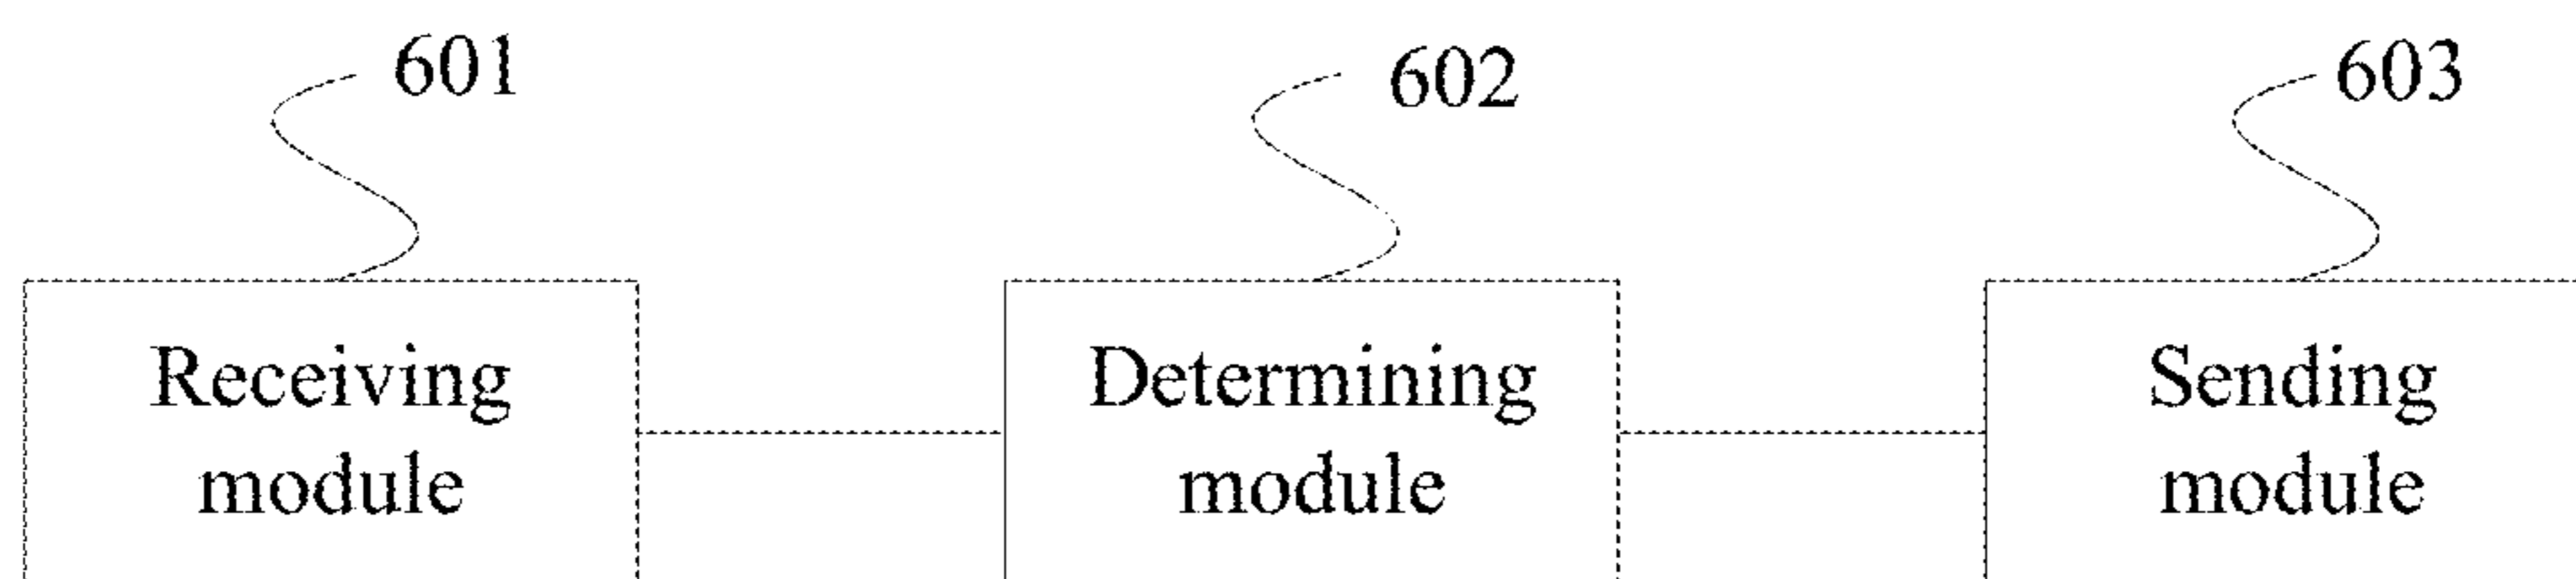 601
602
603
Receiving
module
Determining
module
Sending
module